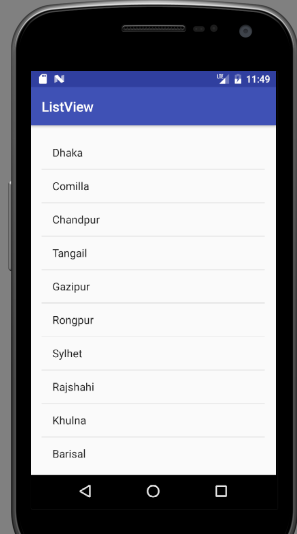 11:49
ListView
Dhaka
Comilla
Chandpur
Tangail
Gazipur
Rongpur
Sylhet
Rajshahi
Khulna
Barisal